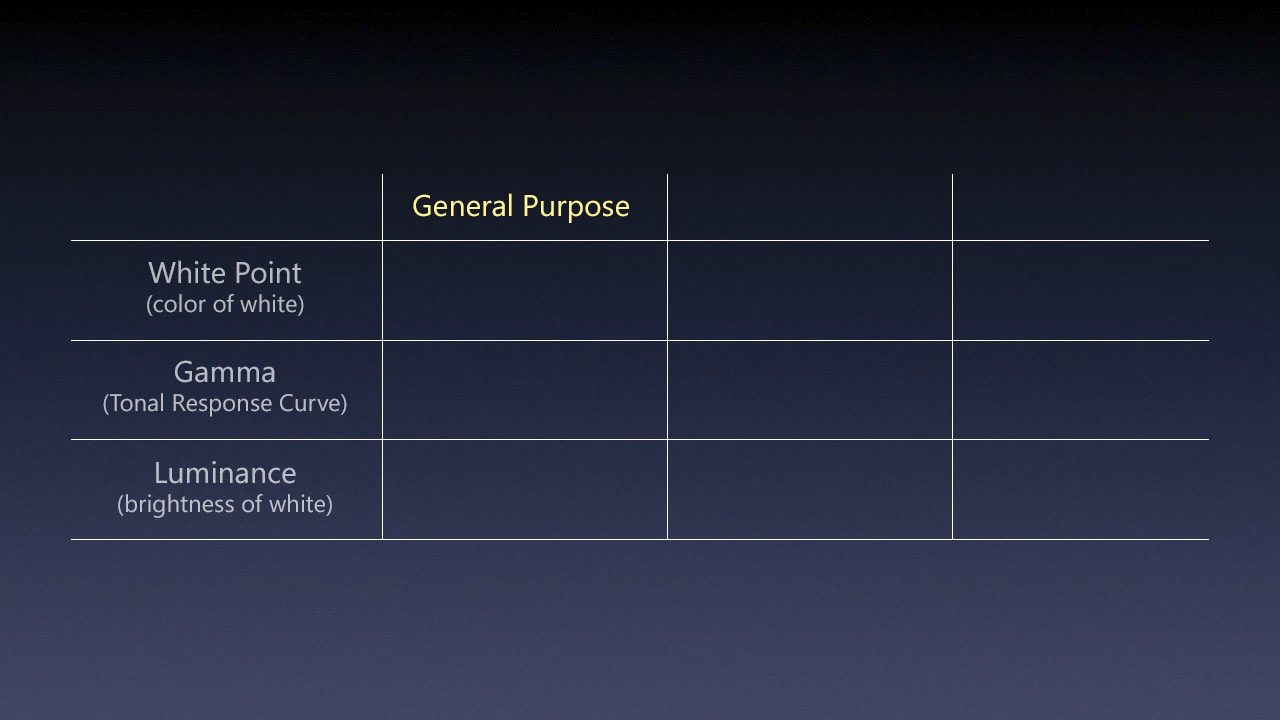 General Purpose
White Point
(color of white)
Gamma
(Tonal Response Curve)
Luminance
(brightness of white)